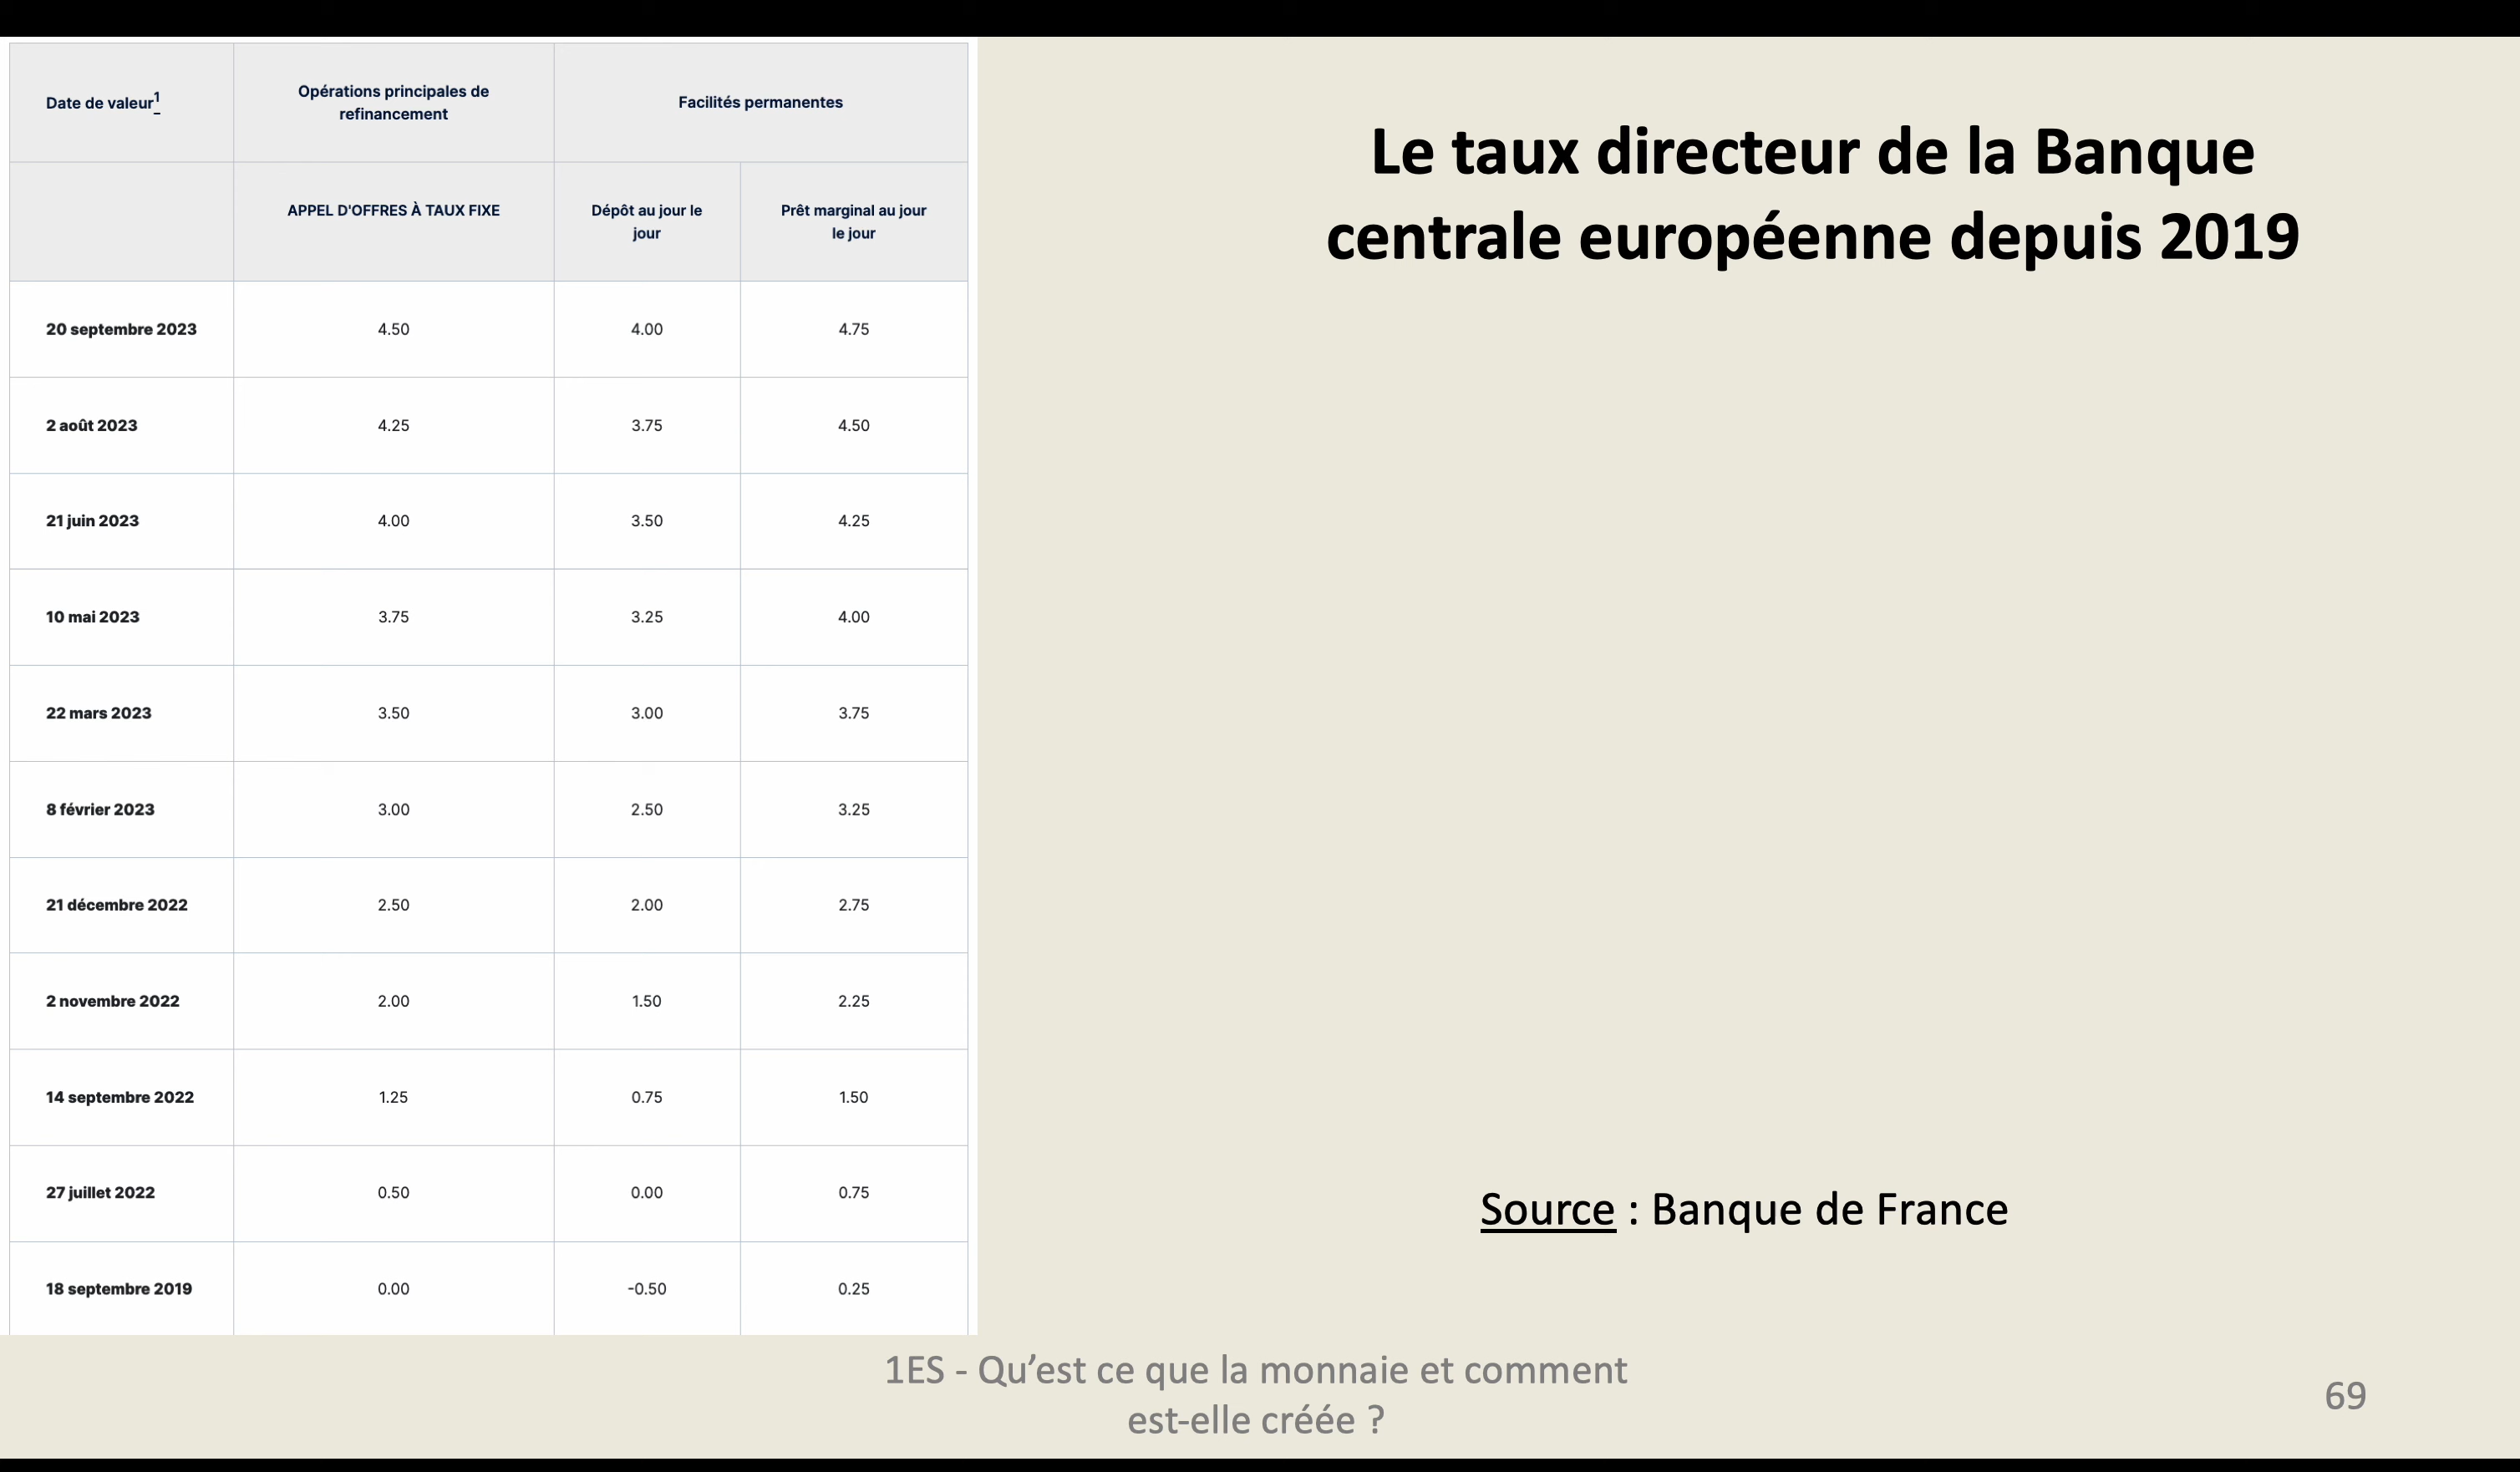 Date de valeur1
Opérations principales de
refinancement
Facilités permanentes
APPEL D'OFFRES À TAUX FIXE
Dépôt au jour le
jour
Prêt marginal au jour
le jour
20 septembre 2023 4.50 4.00 4.75
2 août 2023 4.25 3.75 4.50
21 juin 2023 4.00 3.50 4.25
10 mai 2023 3.75 3.25 4.00
22 mars 2023 3.50 3.00 3.75
8 février 2023 3.00 2.50 3.25
21 décembre 2022 2.50 2.00 2.75
2 novembre 2022 2.00 1.50 2.25
14 septembre 2022 1.25 0.75 1.50
27 juillet 2022 0.50 0.00 0.75
18 septembre 2019 0.00 -0.50 0.25
Le taux directeur de la Banque
centrale européenne depuis 2019
Source : Banque de France
1ES - Qu’est ce que la monnaie et comment
est-elle créée ?
69